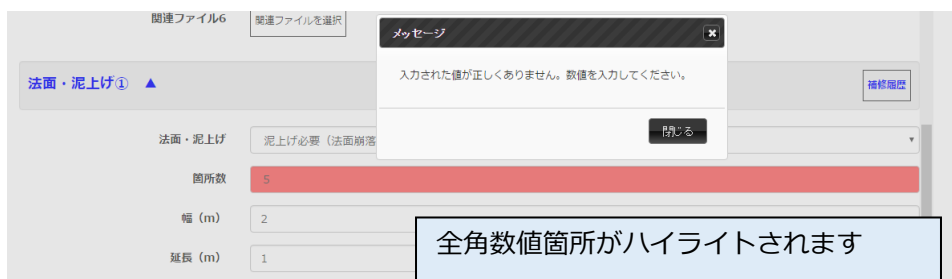 関連ファイル6
関連ファイルを選択
メッセージ
入力された値が正しくありません。数値を入力してください。
閉じる
法面・泥上げ① ▲
補修履歴
法面・泥上げ
泥上げ必要（法面崩落
箇所数
５
幅（m）
2
延長（m）
1
全角数値箇所がハイライトされます